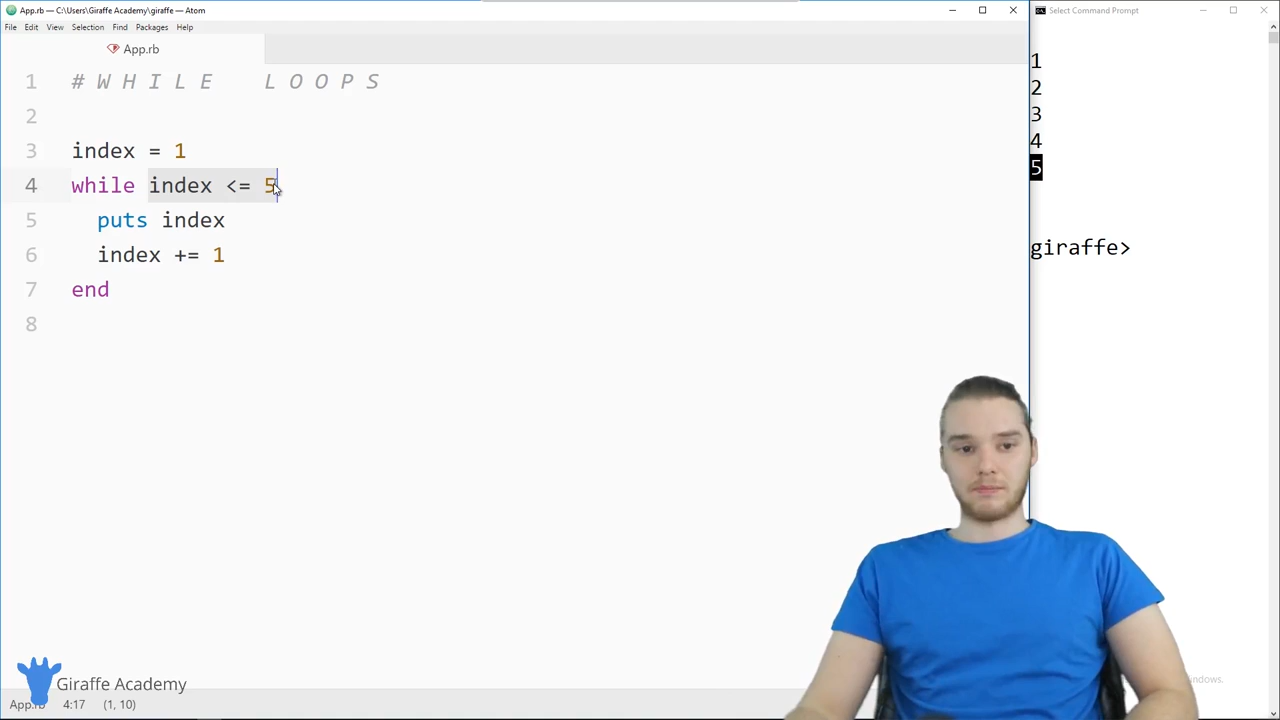 App.rb — C:\Users\Giraffe Academy\giraffe — Atom
File Edit View Selection Find Packages Help
App.rb
1 #WHILE LOOPS
2
3 index = 1
4 while index <= 5
5 puts index
6 index += 1
7 end
8
Select Command Prompt
1
2
3
4
5
giraffe>
Giraffe Academy
App.rb 4:17 (1, 10)